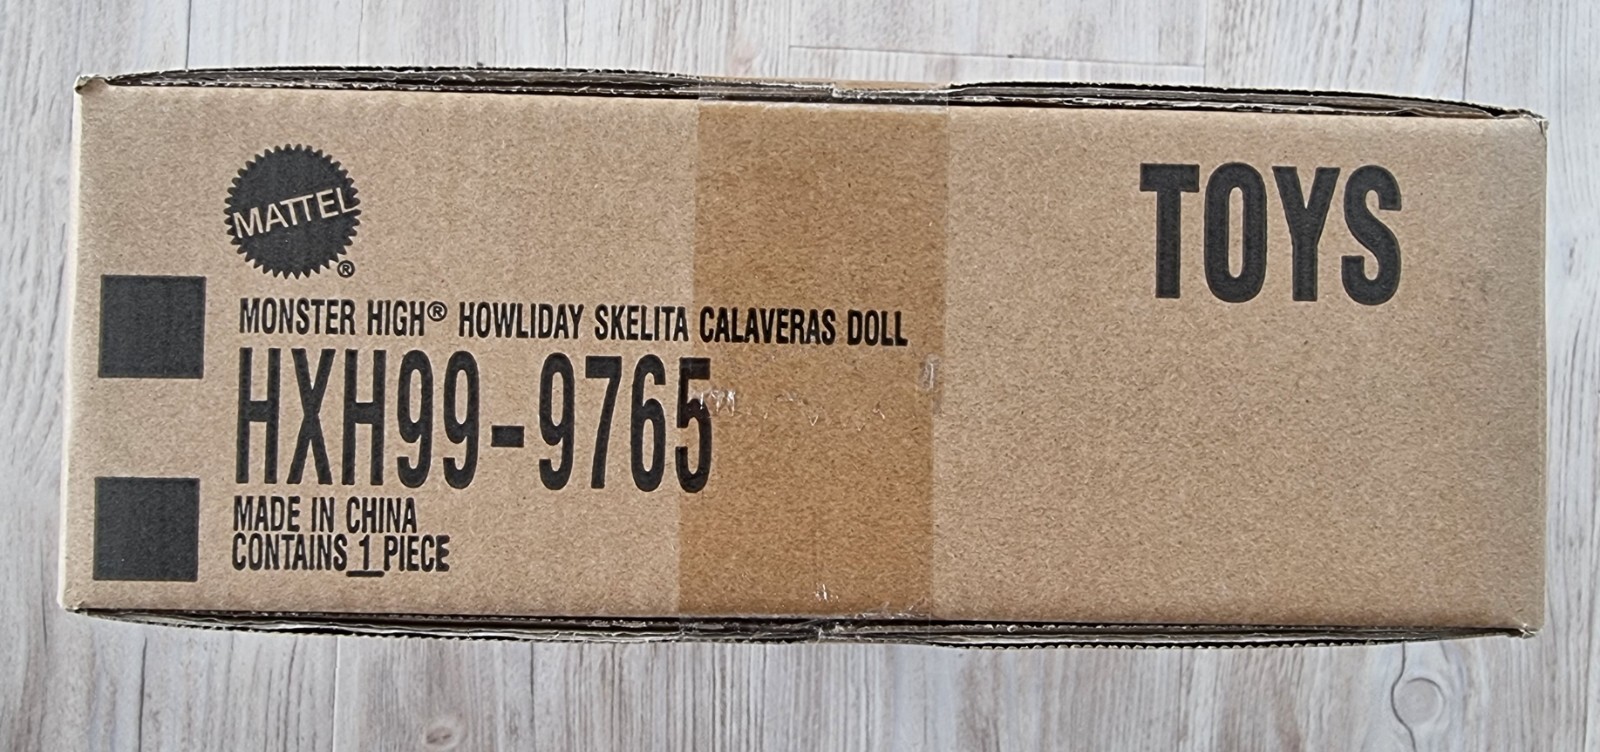 MATTEL®
TOYS
MONSTER HIGH® HOWLIDAY SKELITA CALAVERAS DOLL
HXH99-9765
MADE IN CHINA
CONTAINS 1 PIECE